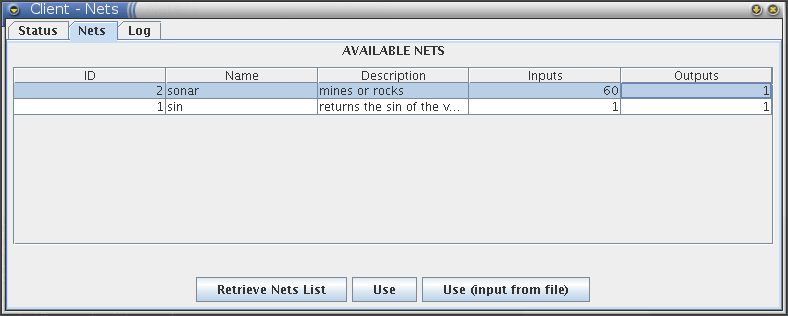 Client - Nets
Status Nets Log
AVAILABLE NETS
ID Name Description Inputs Outputs
2 sonar mines or rocks 60 1
1 sin returns the sin of the v... 1 1
Retrieve Nets List Use Use (input from file)